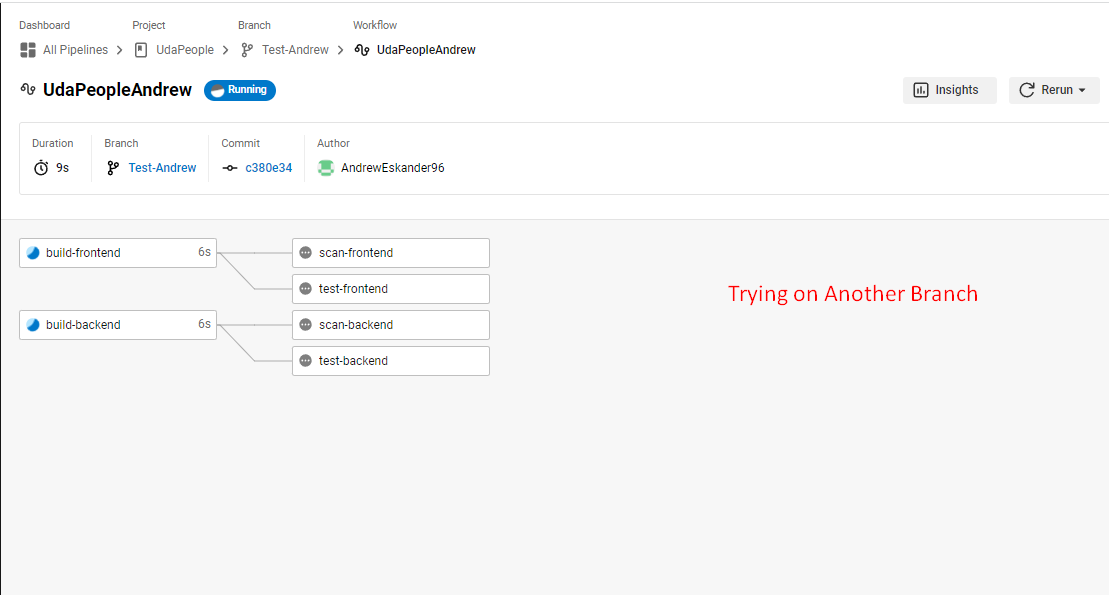 Dashboard Project Branch Workflow
All Pipelines UdaPeople Test-Andrew UdaPeopleAndrew
UdaPeopleAndrew Running Insights Rerun
Duration Branch Commit Author
9s Test-Andrew c380e34 AndrewEskander96
build-frontend 6s scan-frontend
test-frontend
Trying on Another Branch
build-backend 6s scan-backend
test-backend